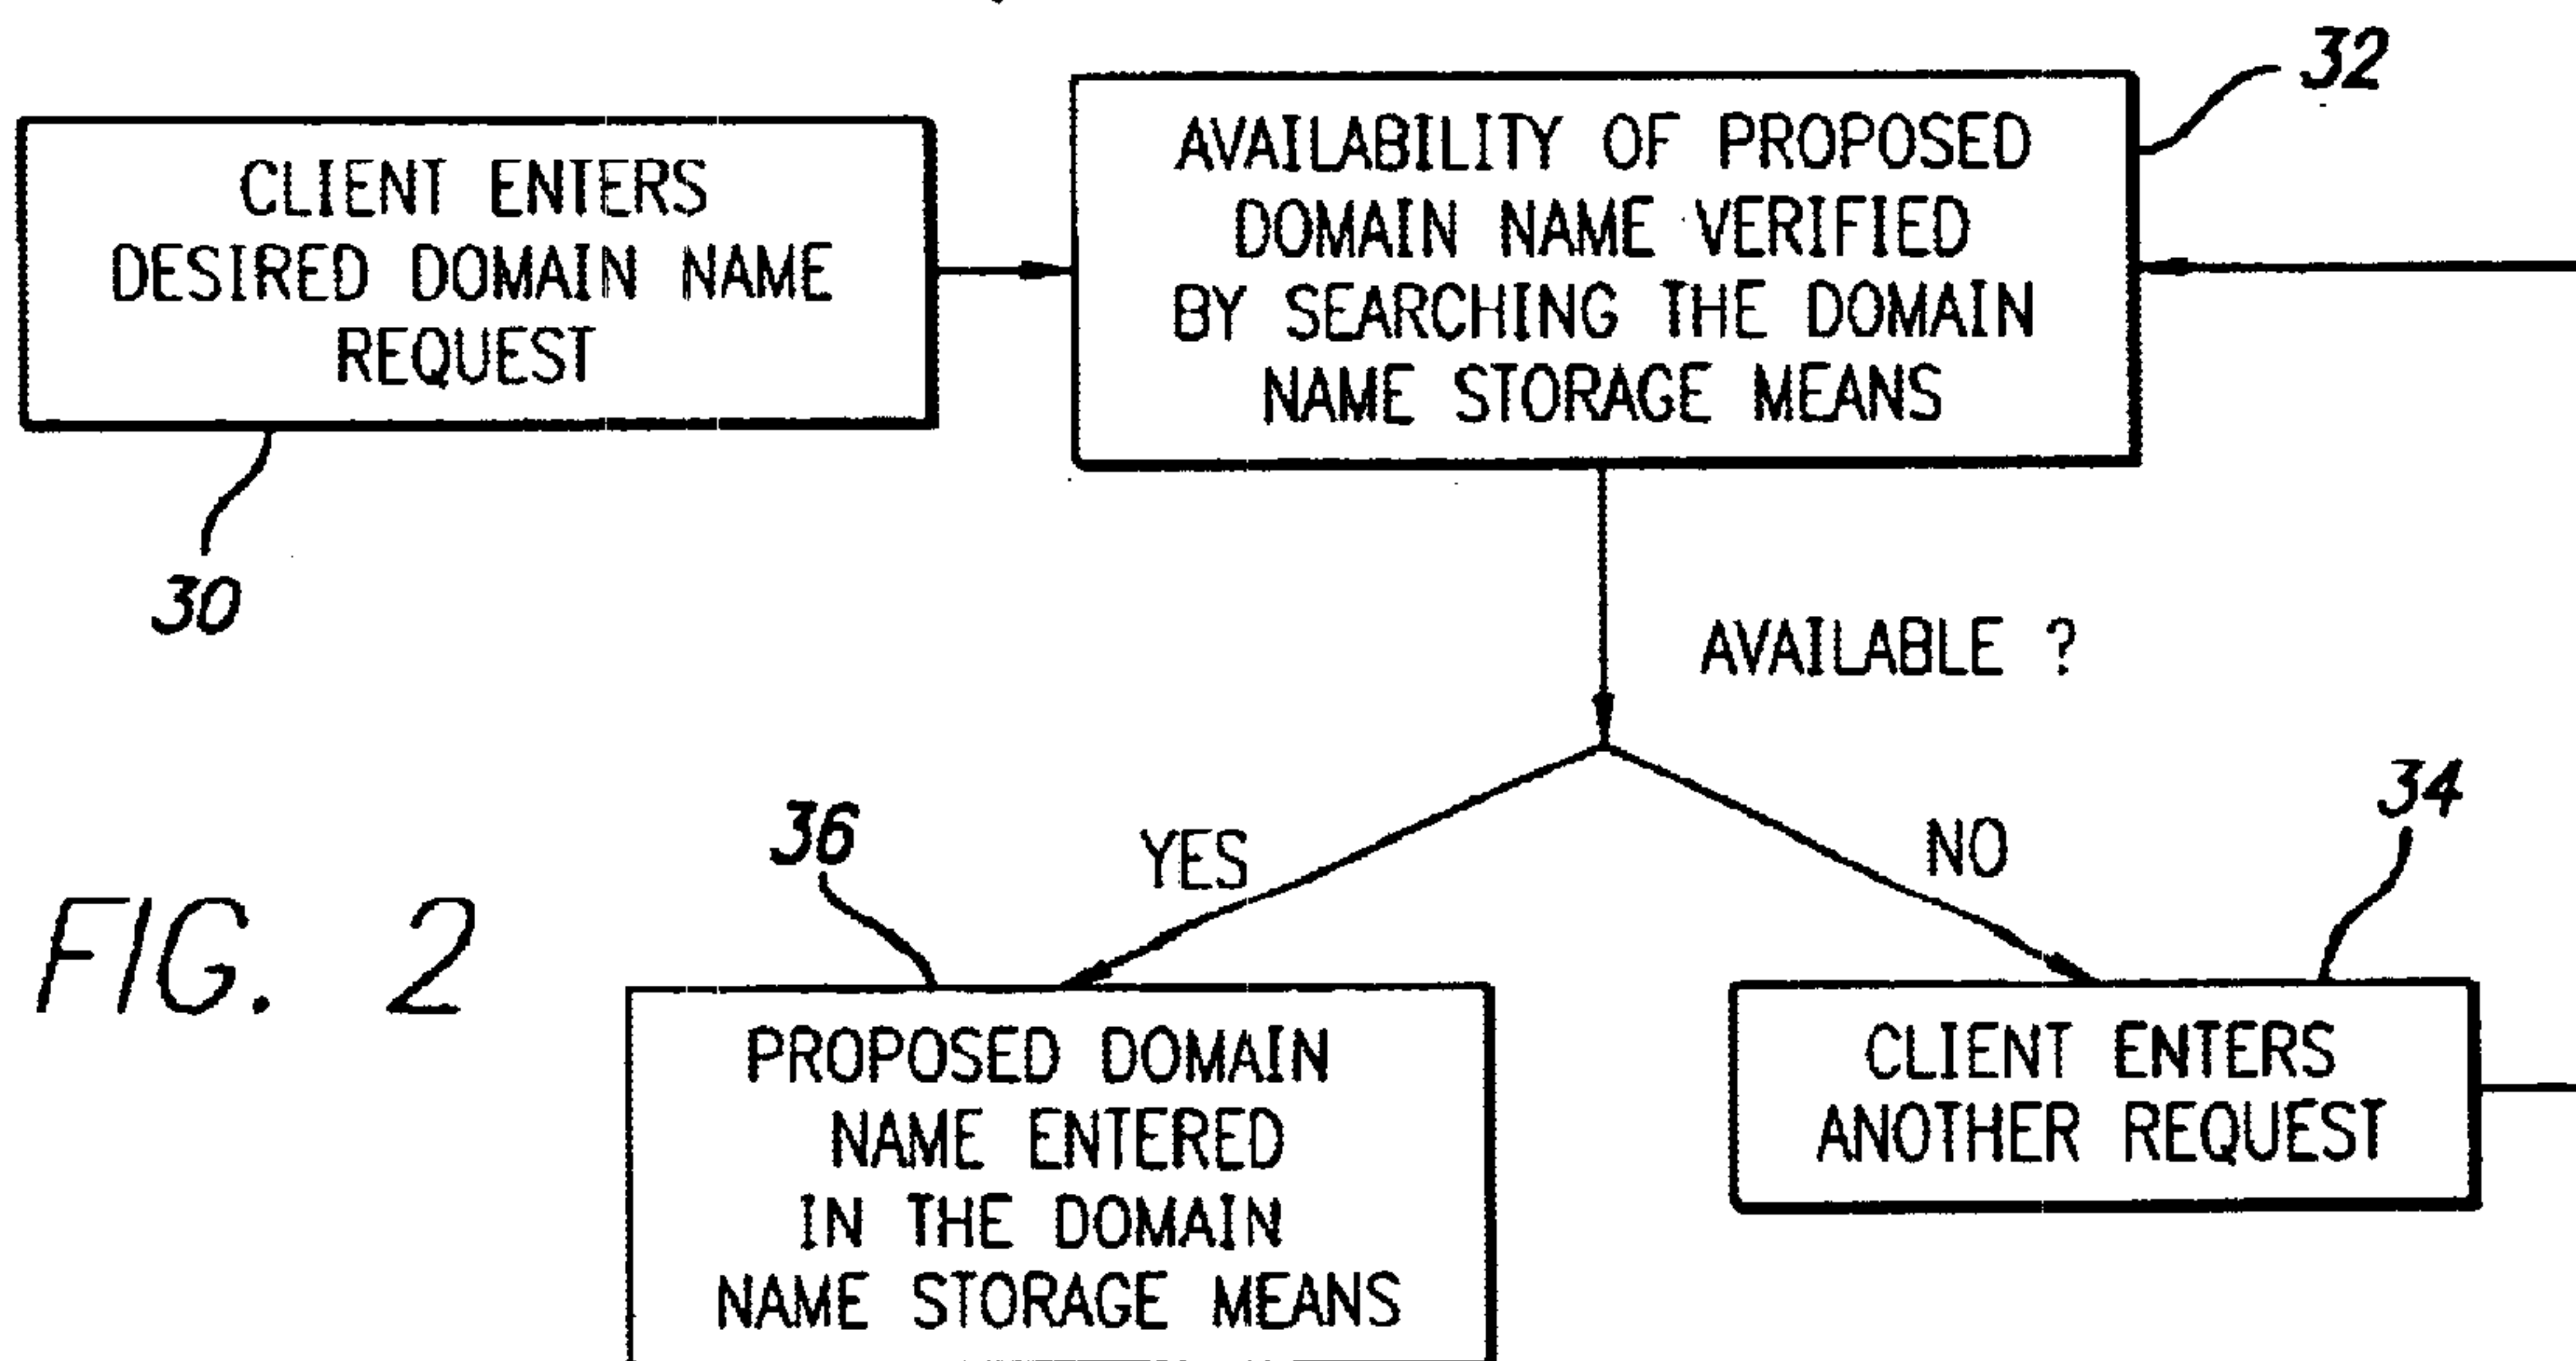 CLIENT ENTERS
DESIRED DOMAIN NAME
REQUEST
30
AVAILABILITY OF PROPOSED
DOMAIN NAME VERIFIED
BY SEARCHING THE DOMAIN
NAME STORAGE MEANS
32
AVAILABLE ?
YES
NO
36
PROPOSED DOMAIN
NAME ENTERED
IN THE DOMAIN
NAME STORAGE MEANS
34
CLIENT ENTERS
ANOTHER REQUEST
FIG. 2